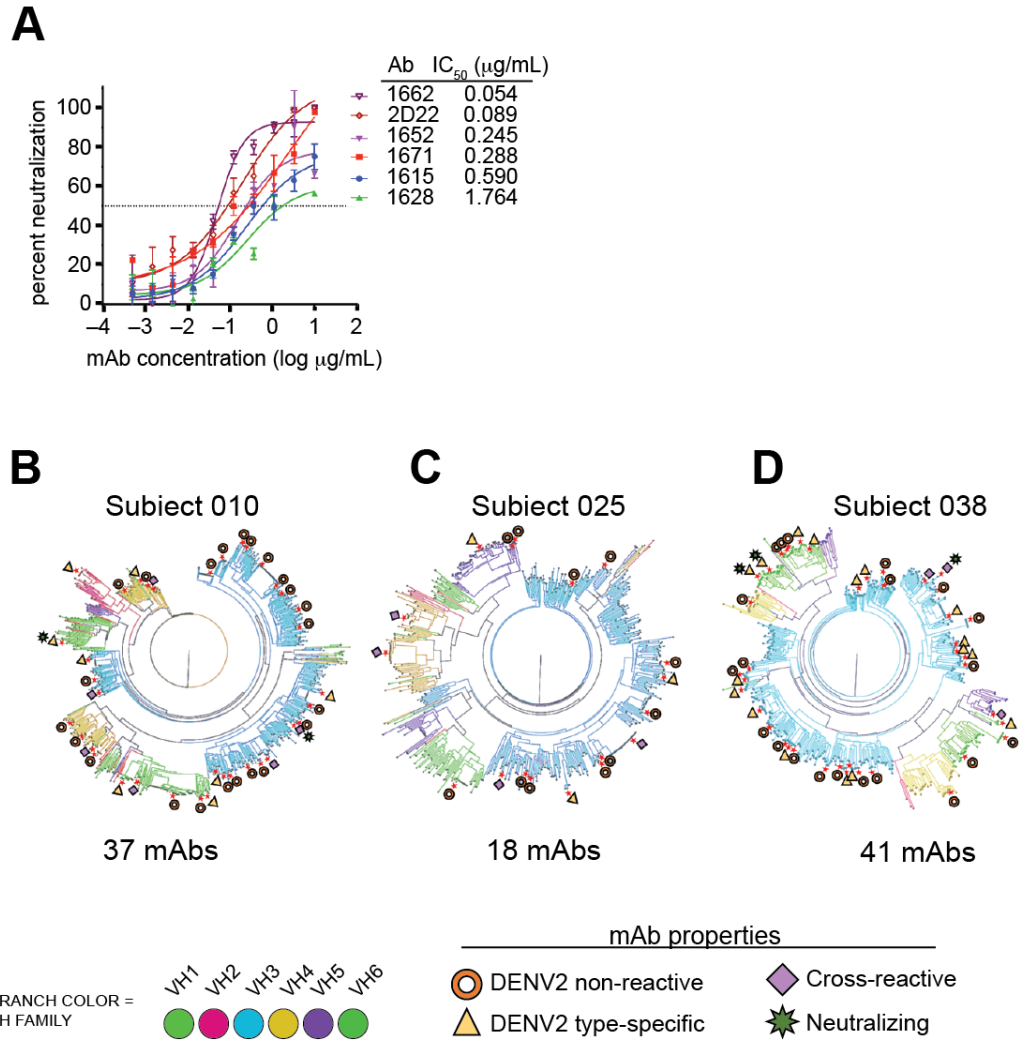 A
Ab IC50 (μg/mL)
1662 0.054
2D22 0.089
1652 0.245
1671 0.288
1615 0.590
1628 1.764
percent neutralization
100
80
60
40
20
0
–4 –3 –2 –1 0 1 2
mAb concentration (log μg/mL)
B C D
Subiect 010 Subiect 025 Subiect 038
37 mAbs 18 mAbs 41 mAbs
mAb properties
VH1 VH2 VH3 VH4 VH5 VH6
RANCH COLOR =
H FAMILY
DENV2 non-reactive Cross-reactive
DENV2 type-specific Neutralizing